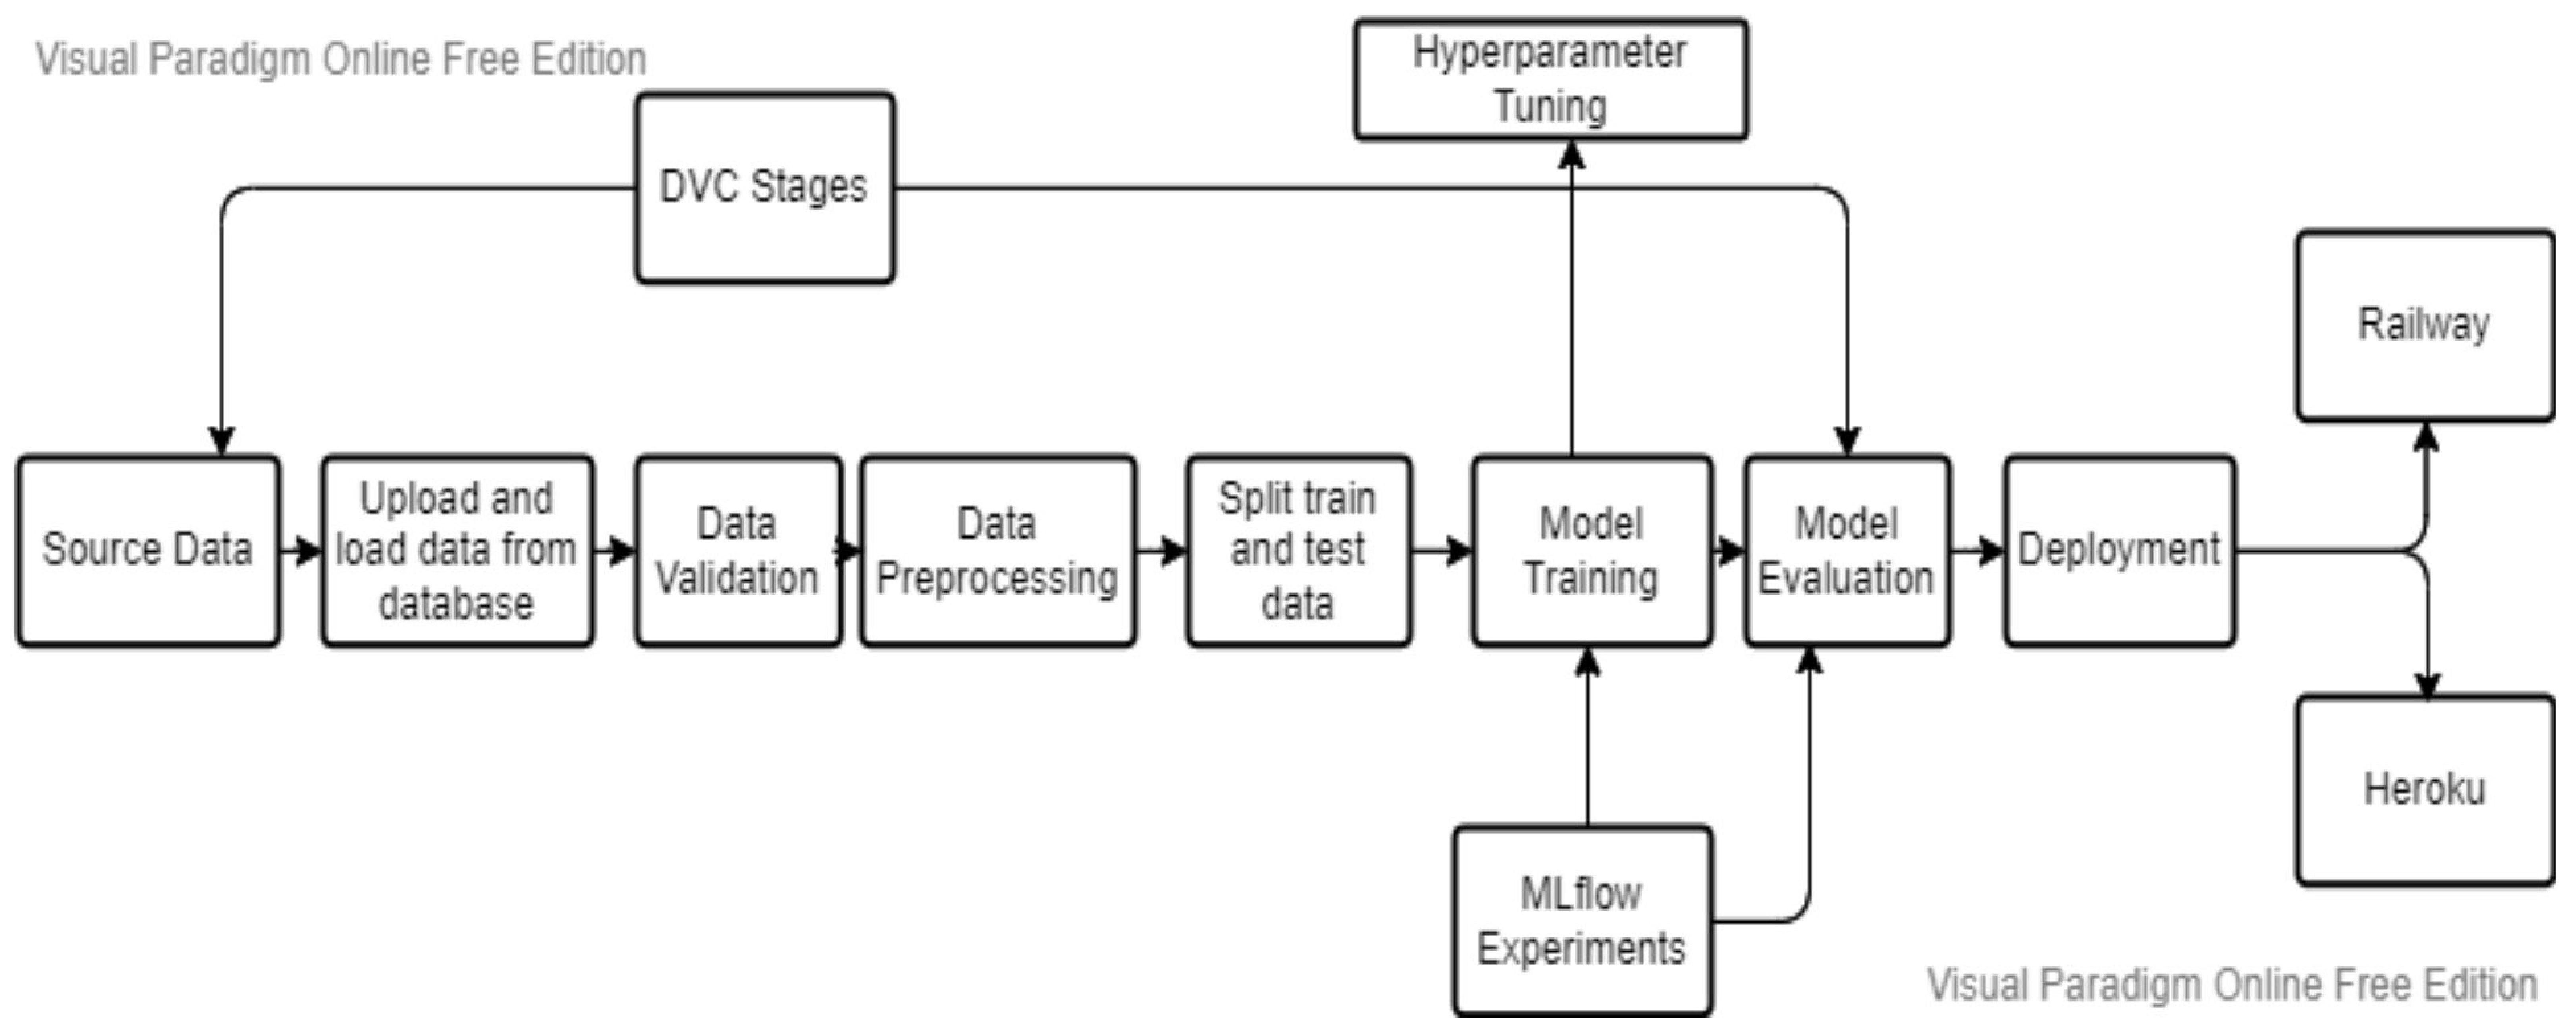 Visual Paradigm Online Free Edition
Hyperparameter
Tuning
DVC Stages
Railway
Source Data
Upload and
load data from
database
Data
Validation
Data
Preprocessing
Split train
and test
data
Model
Training
Model
Evaluation
Deployment
Heroku
MLflow
Experiments
Visual Paradigm Online Free Edition